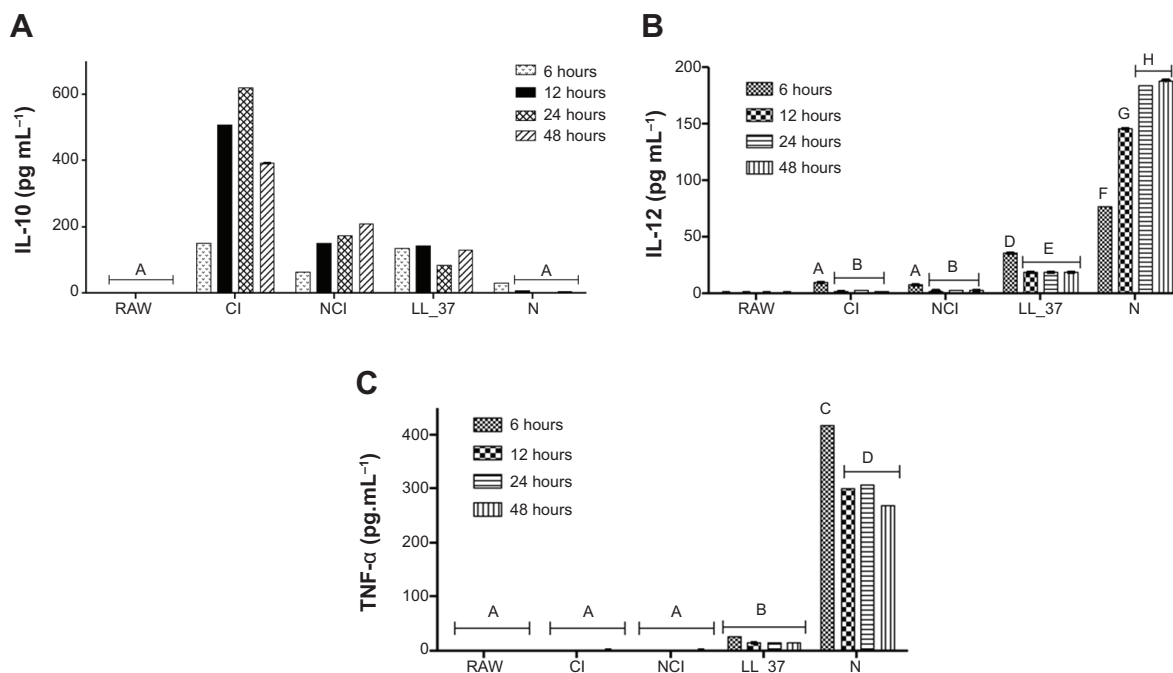 A
IL-10 (pg mL⁻¹)
600
400
200
0
A
A
RAW CI NCI LL_37 N
6 hours
12 hours
24 hours
48 hours
B
IL-12 (pg mL⁻¹)
200
150
100
50
0
6 hours
12 hours
24 hours
48 hours
A
B
A
B
D
E
F
G
H
RAW CI NCI LL_37 N
C
TNF-α (pg.mL⁻¹)
400
300
200
100
0
6 hours
12 hours
24 hours
48 hours
A
A
A
B
C
D
RAW CI NCI LL_37 N